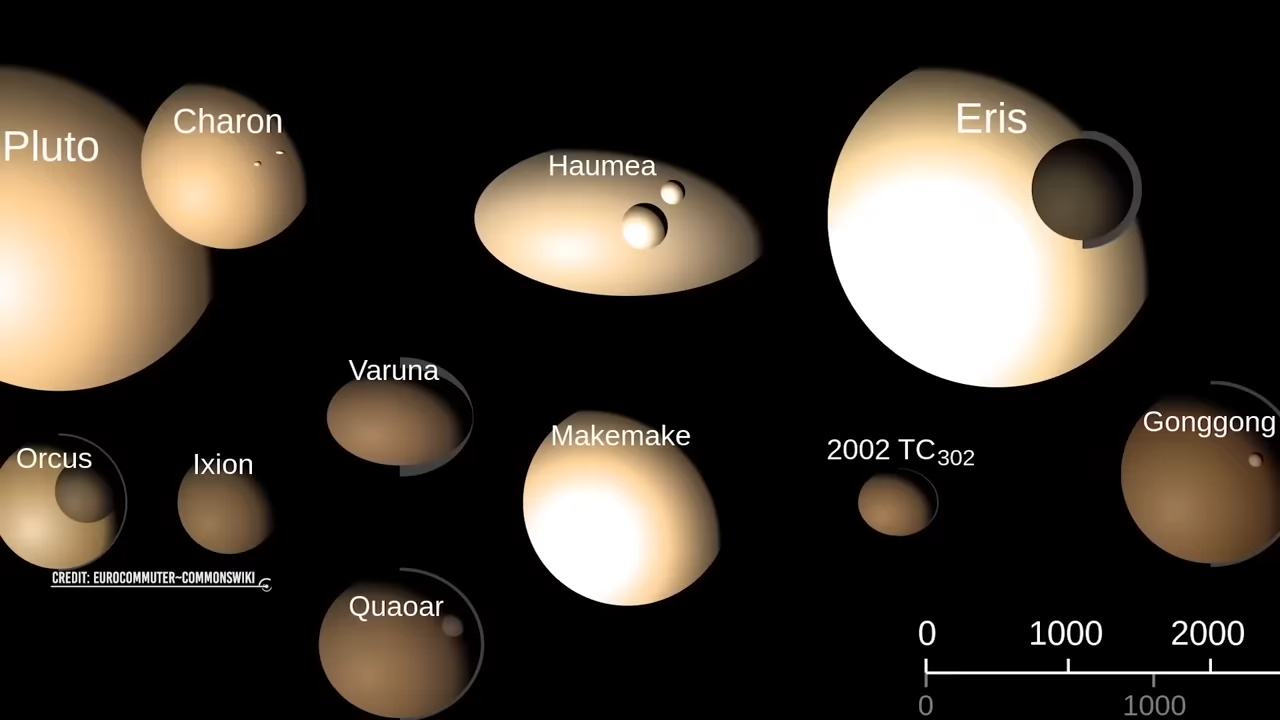 Pluto
Charon
Haumea
Eris
Varuna
Makemake
Gonggong
2002 TC302
Orcus
Ixion
CREDIT: EUROCOMMUTER~COMMONSWIKI
Quaoar
0 1000 2000
0 1000